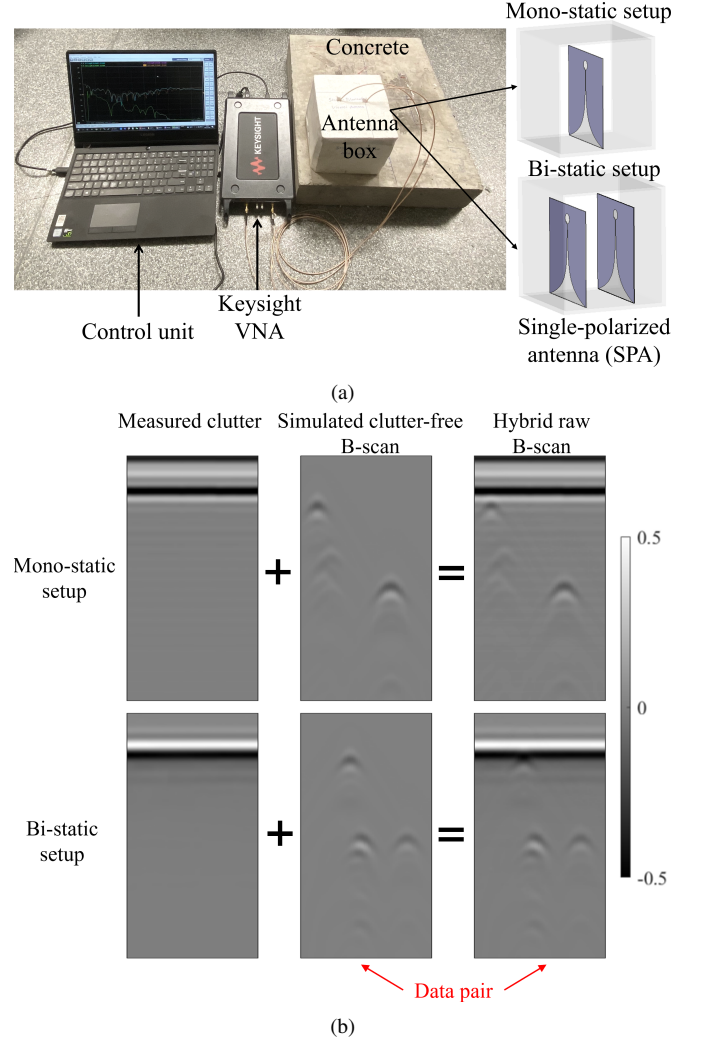 Mono-static setup
Concrete
Antenna
box
KEYSIGHT
Bi-static setup
Control unit
Keysight
VNA
Single-polarized
antenna (SPA)
(a)
Measured clutter
Simulated clutter-free
B-scan
Hybrid raw
B-scan
Mono-static
setup
+
=
0.5
0
-0.5
Bi-static
setup
+
=
Data pair
(b)